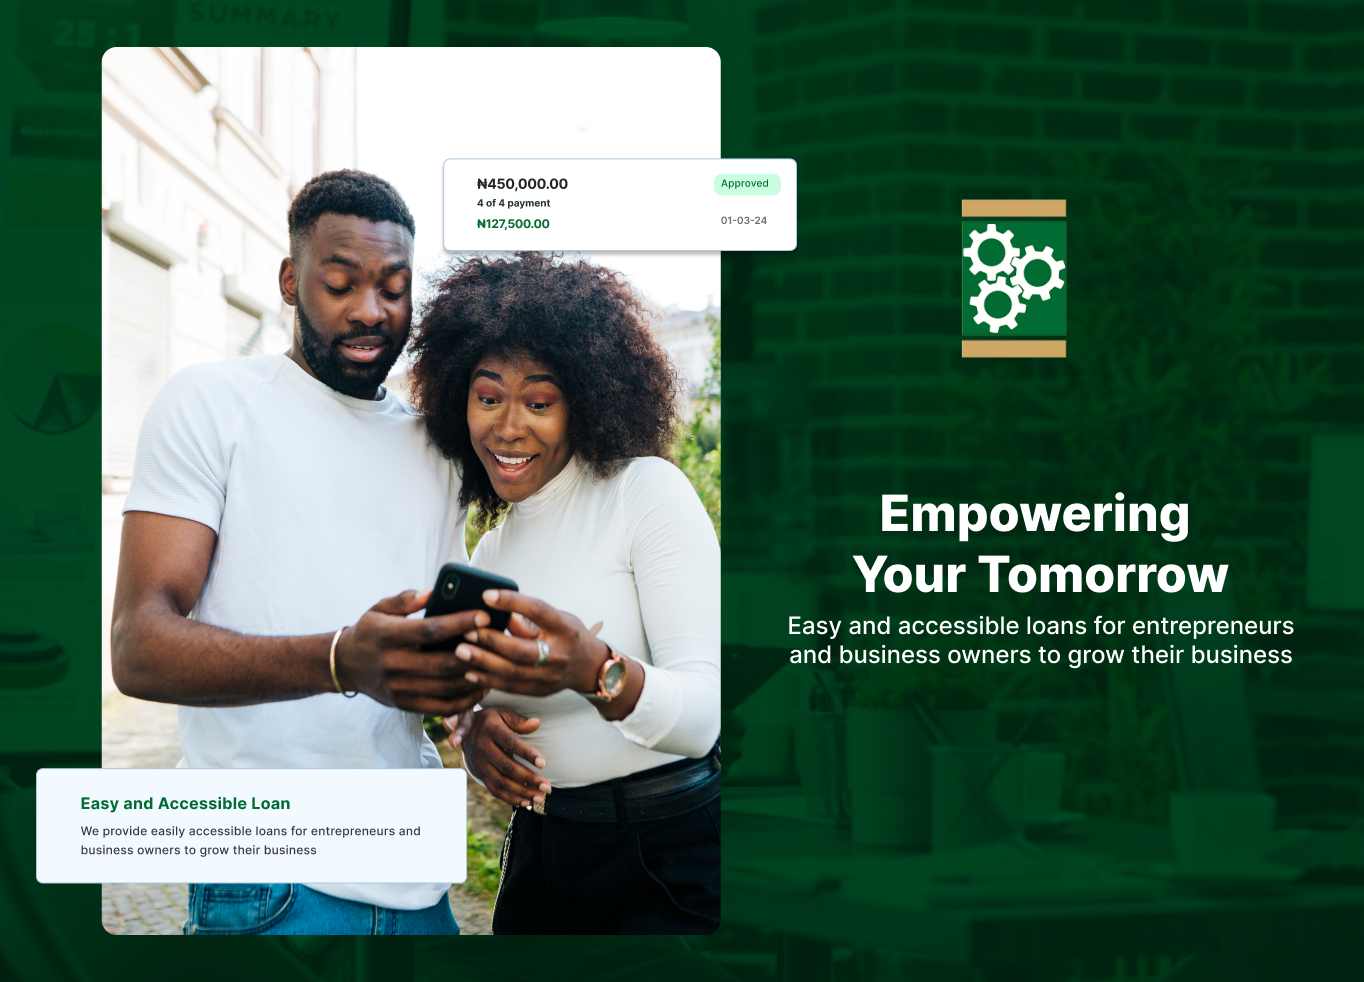 25:1
SUMMARY
₦450,000.00
Approved
4 of 4 payment
₦127,500.00
01-03-24
Empowering
Your Tomorrow
Easy and accessible loans for entrepreneurs
and business owners to grow their business
Easy and Accessible Loan
We provide easily accessible loans for entrepreneurs and
business owners to grow their business